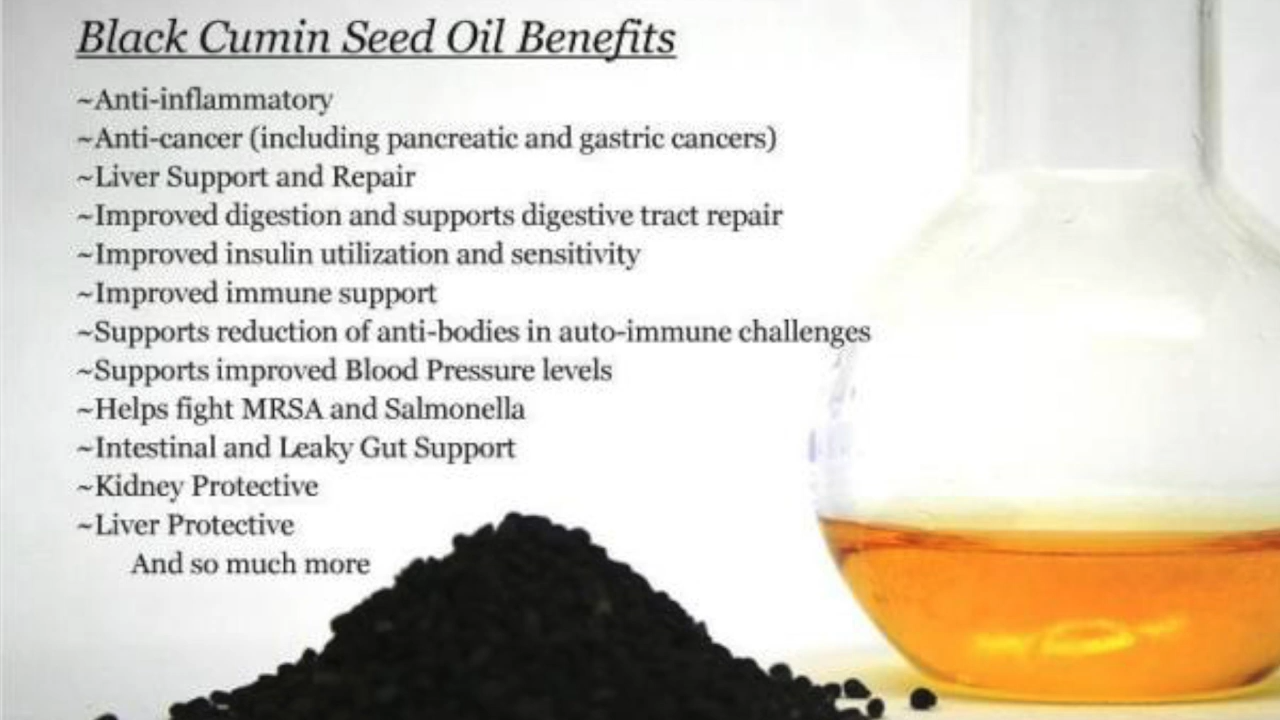 Black Cumin Seed Oil Benefits
~Anti-inflammatory
~Anti-cancer (including pancreatic and gastric cancers)
~Liver Support and Repair
~Improved digestion and supports digestive tract repair
~Improved insulin utilization and sensitivity
~Improved immune support
~Supports reduction of anti-bodies in auto-immune challenges
~Supports improved Blood Pressure levels
~Helps fight MRSA and Salmonella
~Intestinal and Leaky Gut Support
~Kidney Protective
~Liver Protective
And so much more